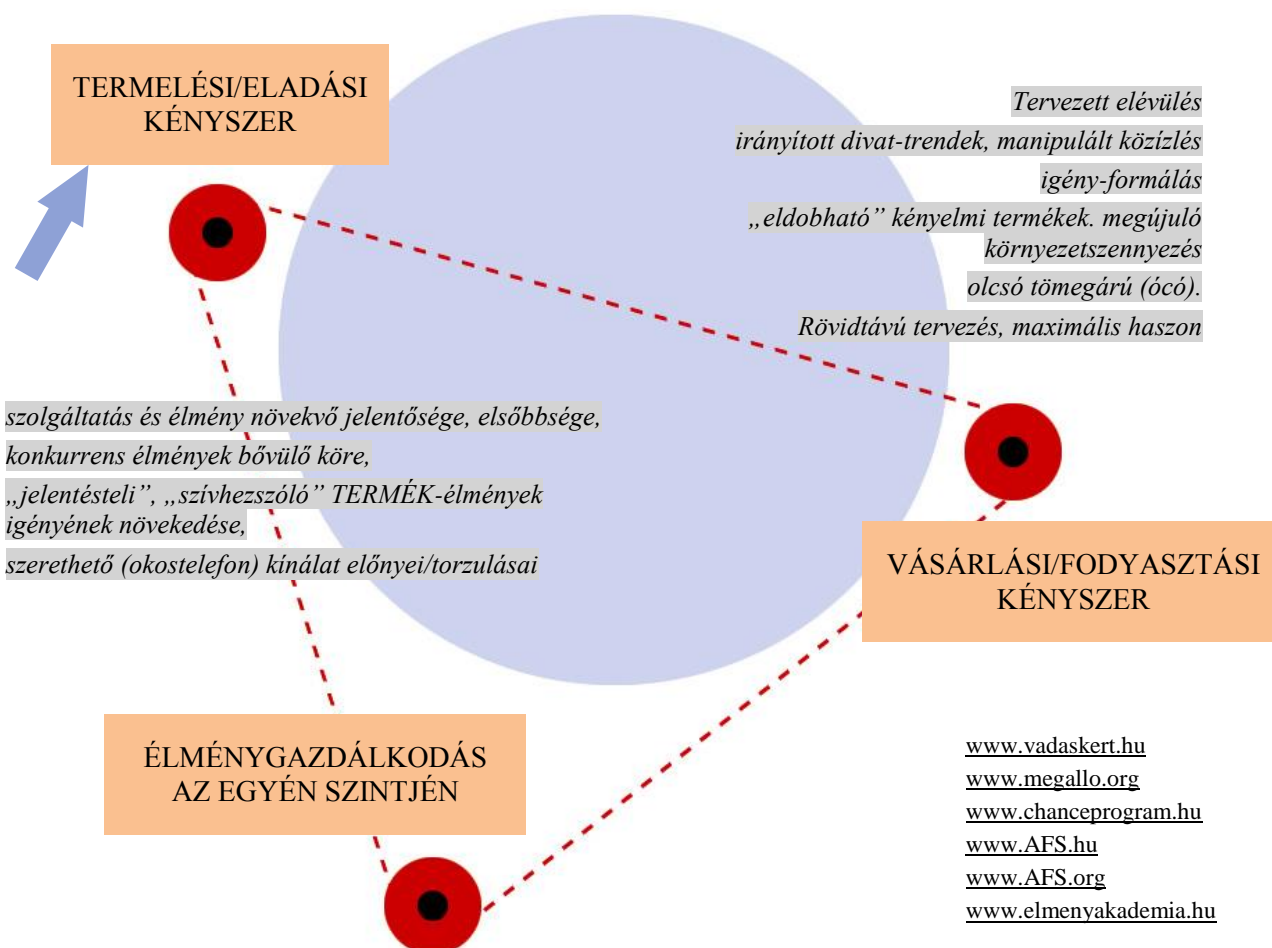 TERMELÉSI/ELADÁSI
KÉNYSZER
Tervezett elévülés
irányított divat-trendek, manipulált közízlés
igény-formálás
„eldobható” kényelmi termékek. megújuló
környezetszennyezés
olcsó tömegárú (ócó).
Rövidtávú tervezés, maximális haszon
szolgáltatás és élmény növekvő jelentősége, elsőbbsége,
konkurrens élmények bővülő köre,
„jelentésteli”, „szívhezszóló” TERMÉK-élmények
igényének növekedése,
szerethető (okostelefon) kínálat előnyei/torzulásai
VÁSÁRLÁSI/FODYASZTÁSI
KÉNYSZER
ÉLMÉNYGAZDÁLKODÁS
AZ EGYÉN SZINTJÉN
www.vadaskert.hu
www.megallo.org
www.chanceprogram.hu
www.AFS.hu
www.AFS.org
www.elmenyakademia.hu